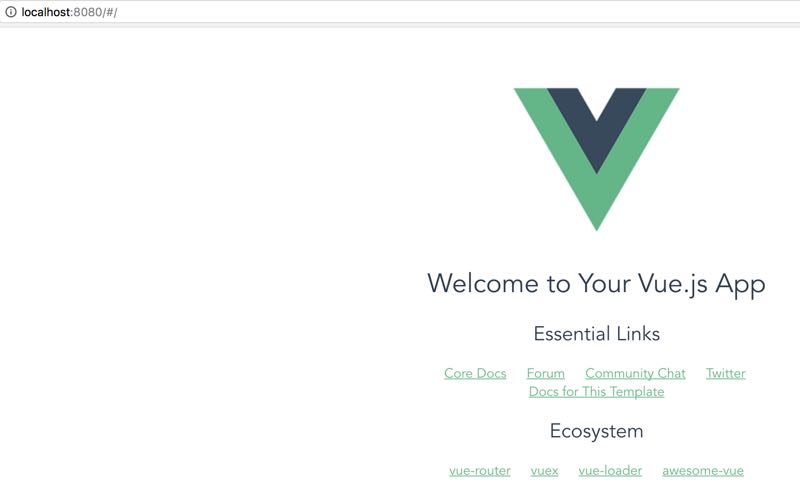 localhost:8080/#/
Welcome to Your Vue.js App
Essential Links
Core Docs Forum Community Chat Twitter
Docs for This Template
Ecosystem
vue-router vuex vue-loader awesome-vue